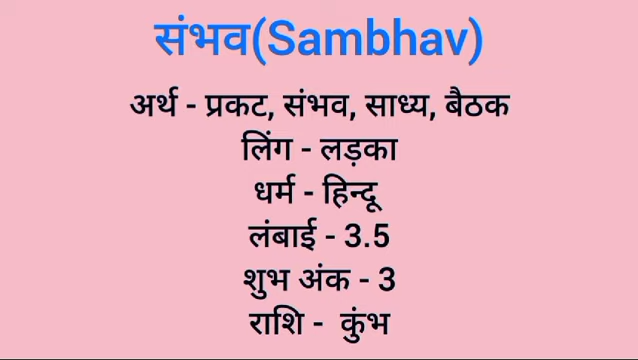 संभव(Sambhav)
अर्थ - प्रकट, संभव, साध्य, बैठक
लिंग - लड़का
धर्म - हिन्दू
लंबाई - 3.5
शुभ अंक - 3
राशि - कुंभ